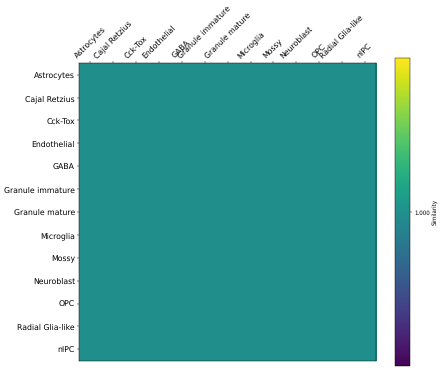 Astrocytes
Cajal Retzius
Cck-Tox
Endothelial
GABA
Granule immature
Granule mature
Microglia
Mossy
Neuroblast
OPC
Radial Glia-like
nIPC
Astrocytes
Cajal Retzius
Cck-Tox
Endothelial
GABA
Granule immature
Granule mature
Microglia
Mossy
Neuroblast
OPC
Radial Glia-like
nIPC
1.000
Similarity